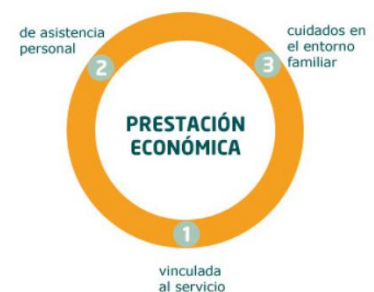 de asistencia
personal
2
cuidados en
el entorno
familiar
3
PRESTACIÓN
ECONÓMICA
1
vinculada
al servicio